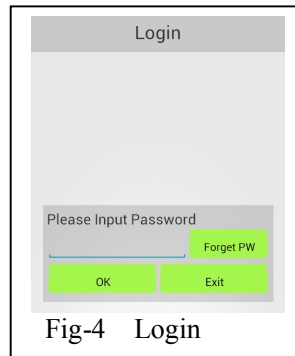 Login
Please Input Password
Forget PW
OK Exit
Fig-4 Login